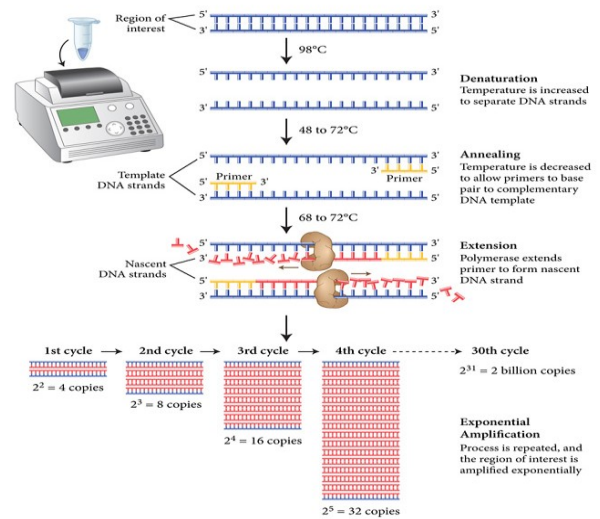 Region of
interest
5'
3'
3'
5'
98°C
5'
3'
3'
5'
Denaturation
Temperature is increased
to separate DNA strands
48 to 72°C
Template
DNA strands
5'
3'
3'
5'
Primer
5'
Primer
3'
3'
5'
Annealing
Temperature is decreased
to allow primers to base
pair to complementary
DNA template
68 to 72°C
Nascent
DNA strands
5'
3'
3'
5'
5'
3'
3'
5'
Extension
Polymerase extends
primer to form nascent
DNA strand
1st cycle
2nd cycle
3rd cycle
4th cycle
30th cycle
2² = 4 copies
2³ = 8 copies
2⁴ = 16 copies
2⁵ = 32 copies
2³¹ = 2 billion copies
Exponential
Amplification
Process is repeated, and
the region of interest is
amplified exponentially